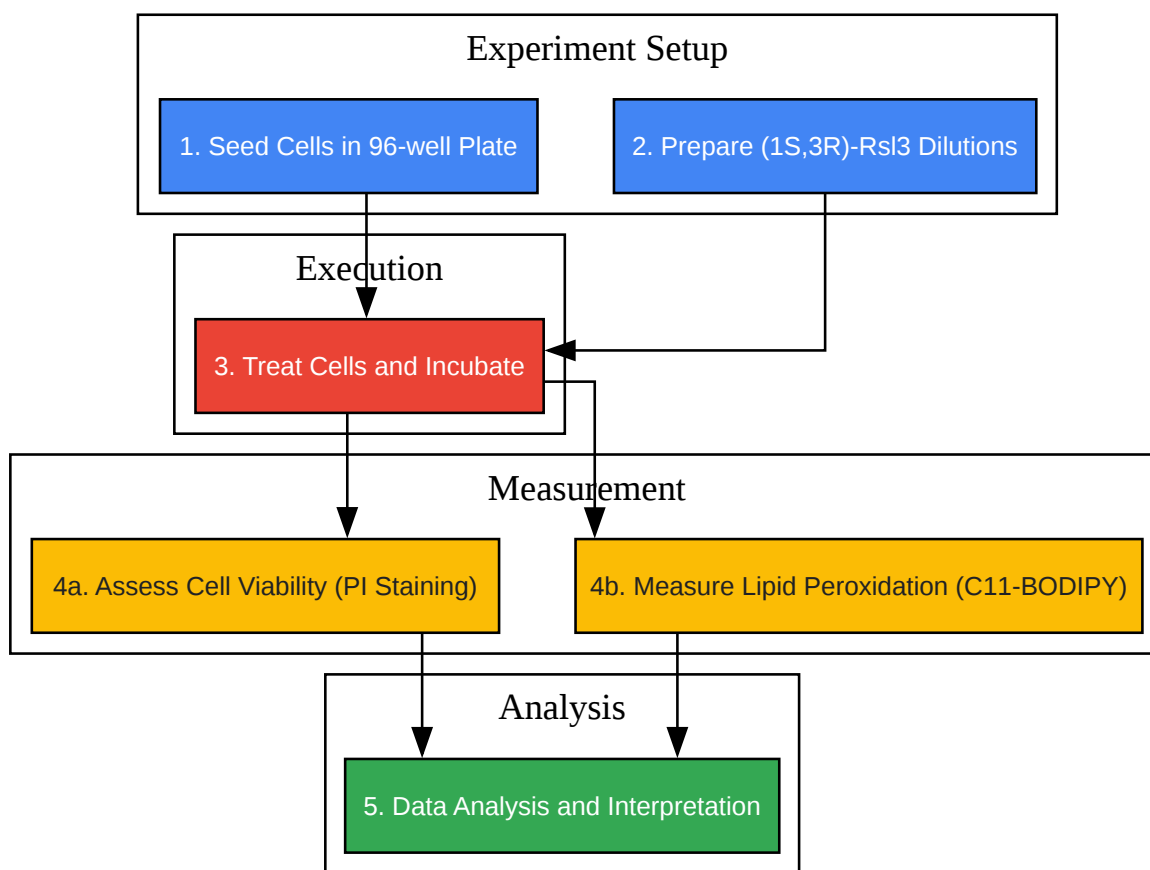 Experiment Setup
1. Seed Cells in 96-well Plate
2. Prepare (1S,3R)-Rsl3 Dilutions
Execution
3. Treat Cells and Incubate
Measurement
4a. Assess Cell Viability (PI Staining)
4b. Measure Lipid Peroxidation (C11-BODIPY)
Analysis
5. Data Analysis and Interpretation